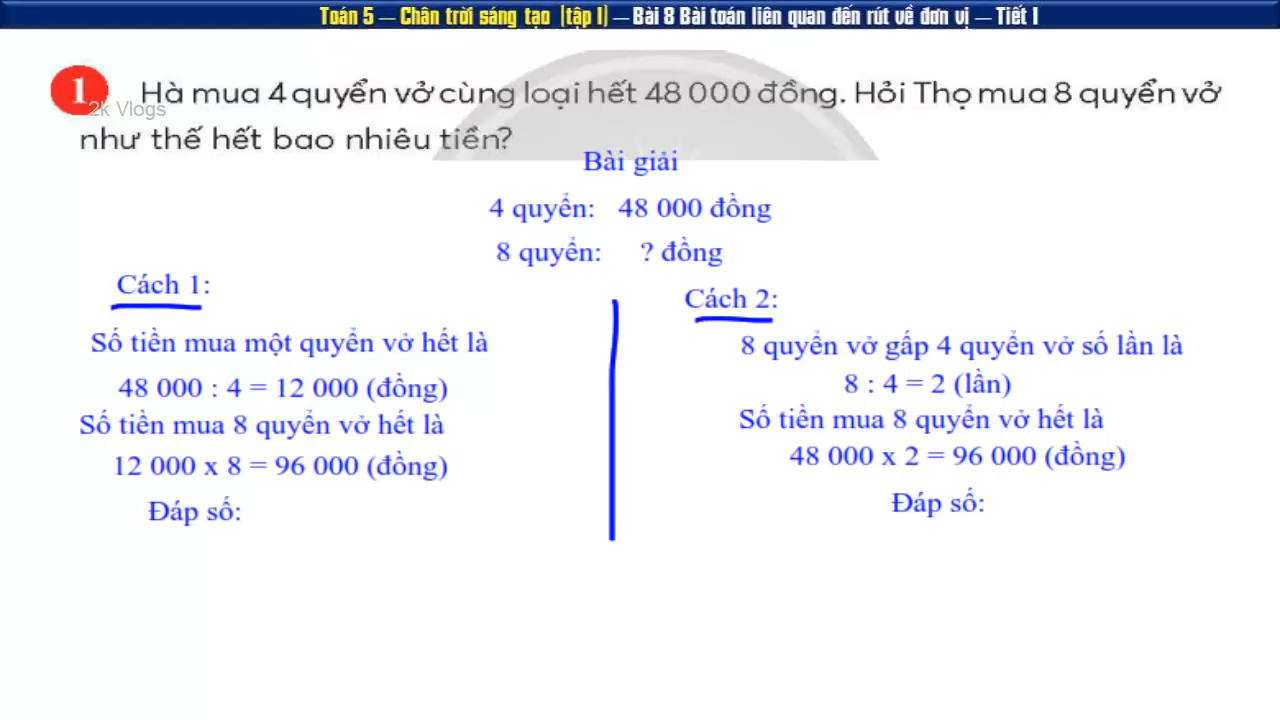 Toán 5 – Chân trời sáng tạo (tập 1) – Bài 8 Bài toán liên quan đến rút về đơn vị – Tiết 1
1 Hà mua 4 quyển vở cùng loại hết 48 000 đồng. Hỏi Thọ mua 8 quyển vở
2k Vlogs
như thế hết bao nhiêu tiền?
Bài giải
4 quyển: 48 000 đồng
8 quyển: ? đồng
Cách 1:
Số tiền mua một quyển vở hết là
48 000 : 4 = 12 000 (đồng)
Số tiền mua 8 quyển vở hết là
12 000 x 8 = 96 000 (đồng)
Đáp số:
Cách 2:
8 quyển vở gấp 4 quyển vở số lần là
8 : 4 = 2 (lần)
Số tiền mua 8 quyển vở hết là
48 000 x 2 = 96 000 (đồng)
Đáp số: